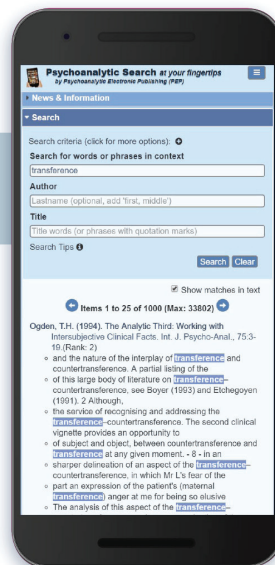 Psychoanalytic Search at your fingertips
by Psychoanalytic Electronic Publishing (PEP)
News & Information
Search
Search criteria (click for more options):
Search for words or phrases in context
transference
Author
Lastname (optional, add 'first, middle')
Title
Title words (or phrases with quotation marks)
Search Tips
Search Clear
Show matches in text
Items 1 to 25 of 1000 (Max: 33802)
Ogden, T.H. (1994). The Analytic Third: Working with
Intersubjective Clinical Facts. Int. J. Psycho-Anal., 75:3-
19.(Rank: 2)
and the nature of the interplay of transference and
countertransference. A partial listing of the
of this large body of literature on transference–
countertransference, see Boyer (1993) and Etchegoyen
(1991). 2 Although,
the service of recognising and addressing the
transference–countertransference. The second clinical
vignette provides an opportunity to
of subject and object, between countertransference and
transference at any given moment. - 8 - in an
sharper delineation of an aspect of the transference–
countertransference, in which Mr L's fear of the
part an expression of the patient's (maternal
transference) anger at me for being so elusive
The analysis of this aspect of the transference–